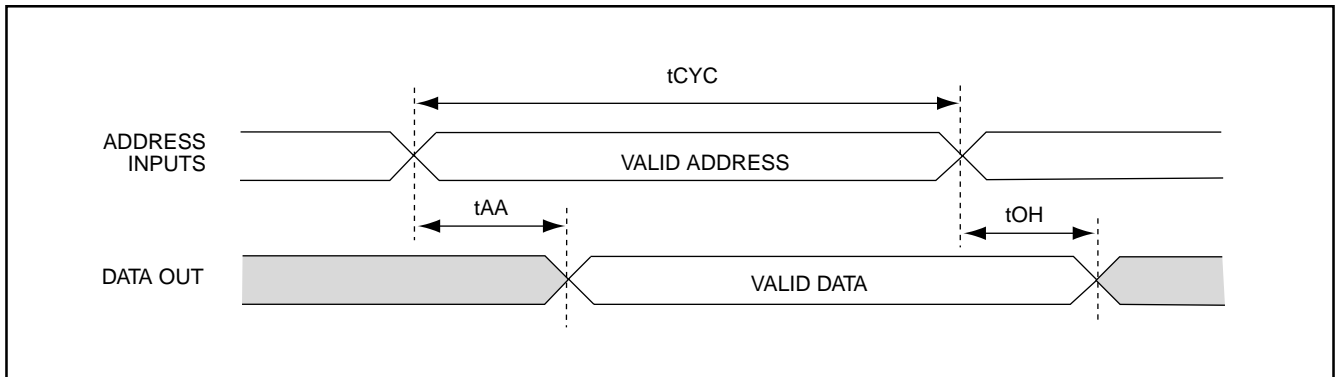 tCYC
ADDRESS
INPUTS
VALID ADDRESS
tAA
tOH
DATA OUT
VALID DATA